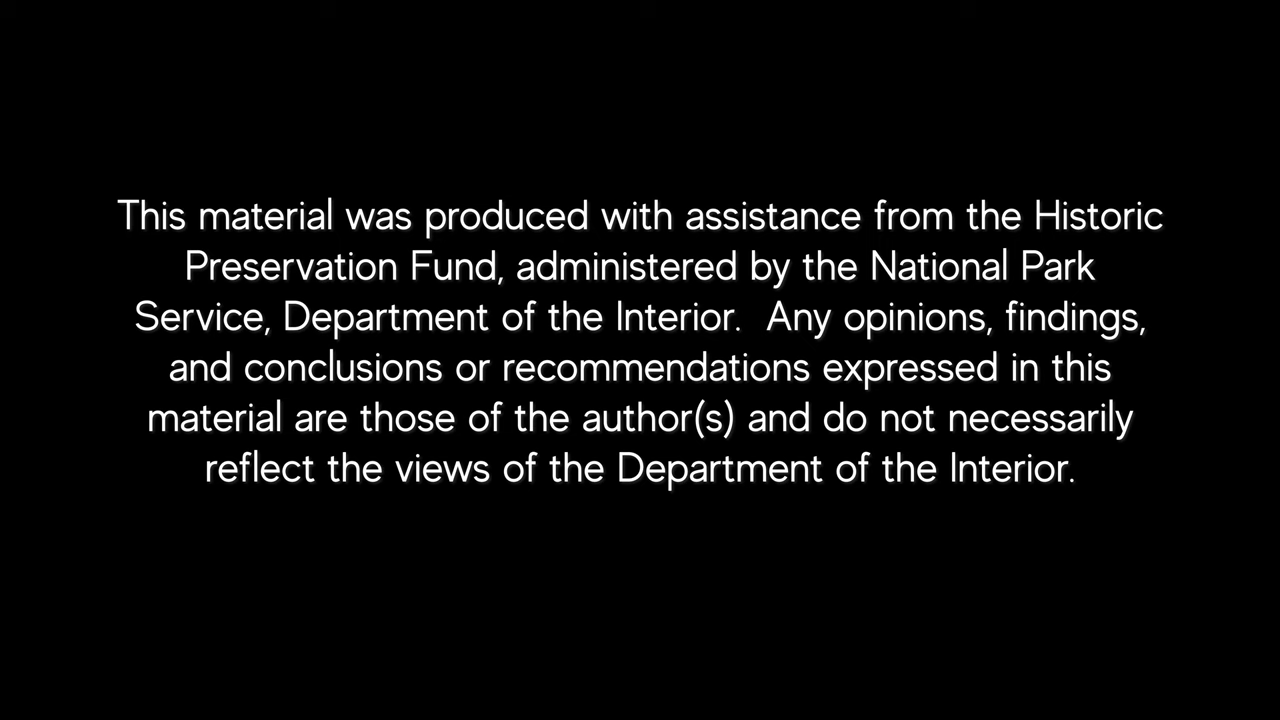 This material was produced with assistance from the Historic
Preservation Fund, administered by the National Park
Service, Department of the Interior.  Any opinions, findings,
and conclusions or recommendations expressed in this
material are those of the author(s) and do not necessarily
reflect the views of the Department of the Interior.